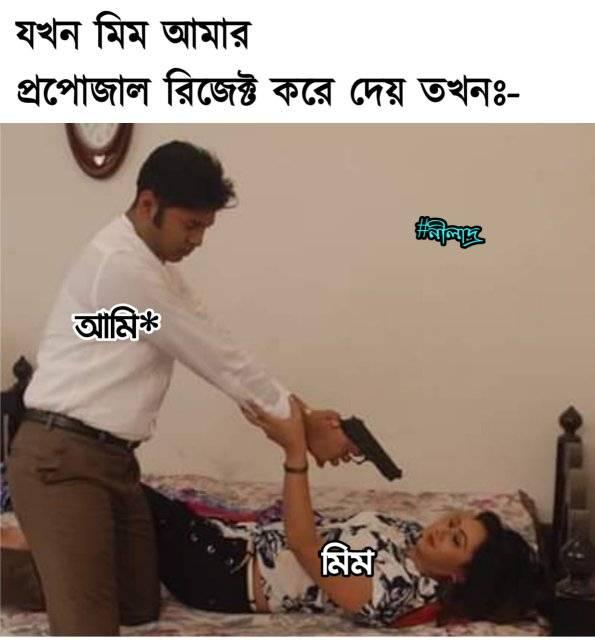 যখন মিম আমার
প্রপোজাল রিজেক্ট করে দেয় তখনঃ-
#নীলাদ্র
আমি*
মিম